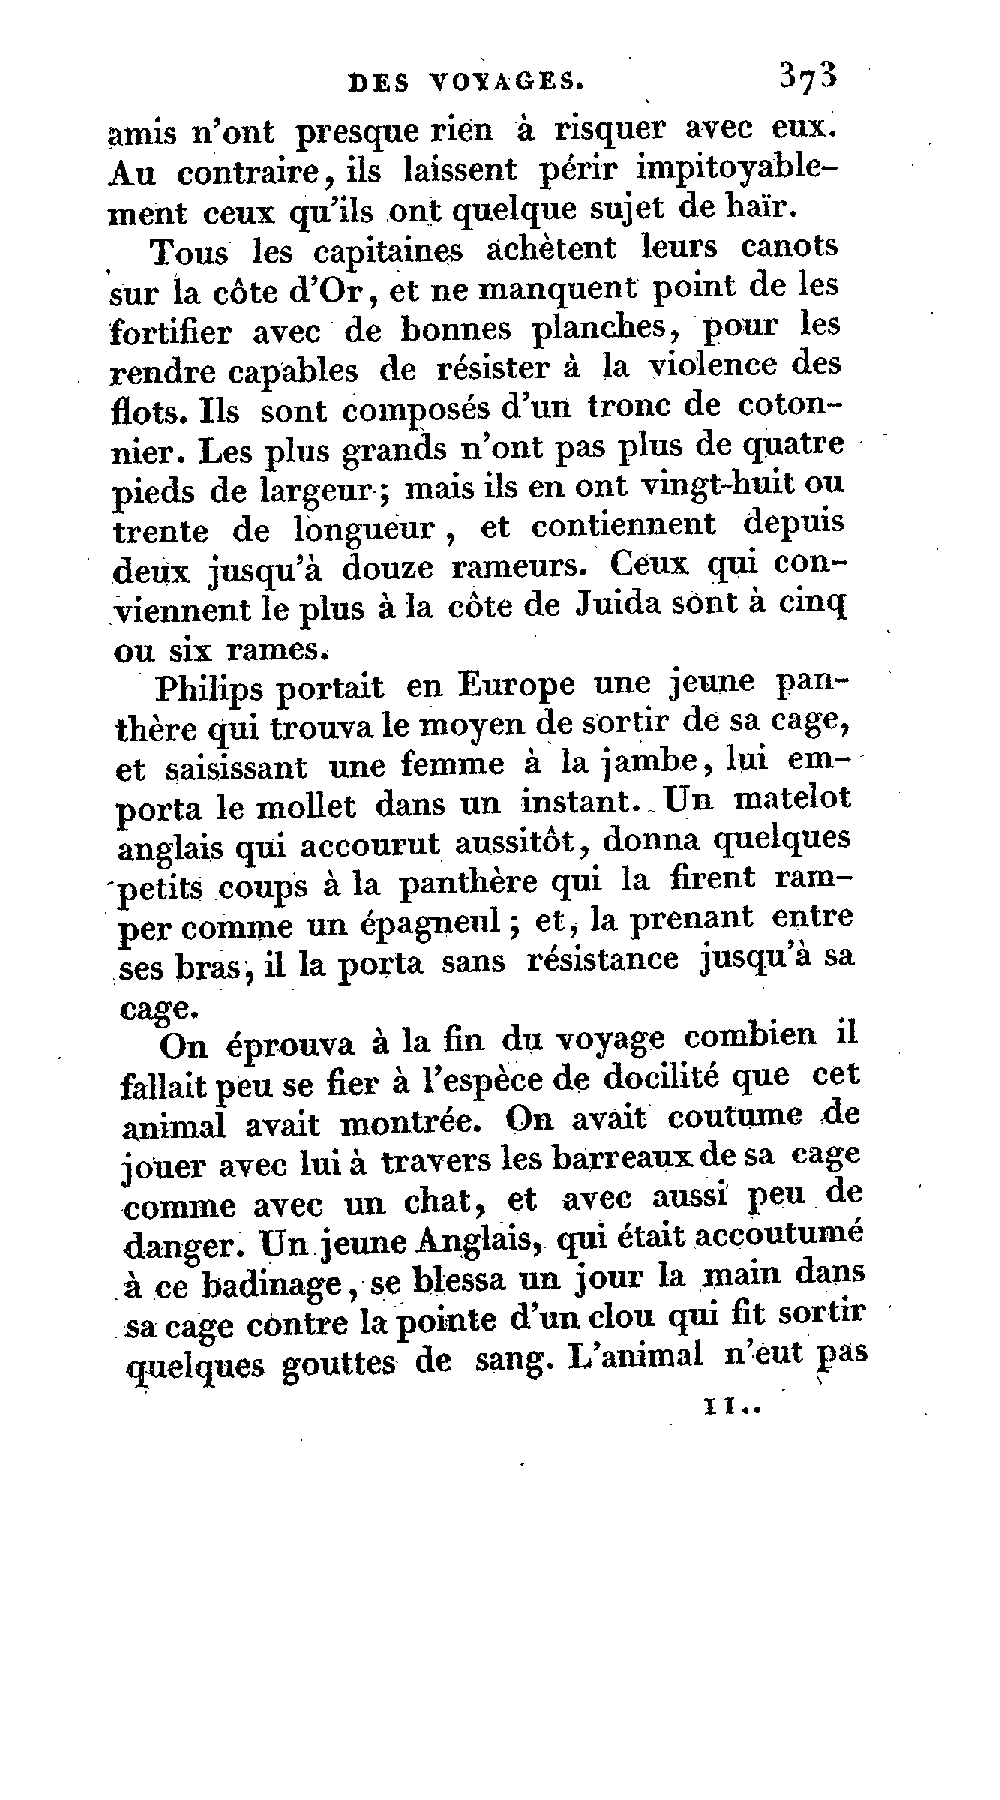 DES VOYAGES. 373
amis n'ont presque rien à risquer avec eux.
Au contraire, ils laissent périr impitoyable-
ment ceux qu'ils ont quelque sujet de haïr.
Tous les capitaines achètent leurs canots
sur la côte d'Or, et ne manquent point de les
fortifier avec de bonnes planches, pour les
rendre capables de résister à la violence des
flots. Ils sont composés d'un tronc de coton-
nier. Les plus grands n'ont pas plus de quatre
pieds de largeur; mais ils en ont vingt-huit ou
trente de longueur, et contiennent depuis
deux jusqu'à douze rameurs. Ceux qui con-
viennent le plus à la côte de Juida sont à cinq
ou six rames.
Philips portait en Europe une jeune pan-
thère qui trouva le moyen de sortir de sa cage,
et saisissant une femme à la jambe, lui em-
porta le mollet dans un instant. Un matelot
anglais qui accourut aussitôt, donna quelques
petits coups à la panthère qui la firent ram-
per comme un épagneul; et, la prenant entre
ses bras, il la porta sans résistance jusqu'à sa
cage.
On éprouva à la fin du voyage combien il
fallait peu se fier à l'espèce de docilité que cet
animal avait montrée. On avait coutume de
jouer avec lui à travers les barreaux de sa cage
comme avec un chat, et avec aussi peu de
danger. Un jeune Anglais, qui était accoutumé
à ce badinage, se blessa un jour la main dans
sa cage contre la pointe d'un clou qui fit sortir
quelques gouttes de sang. L'animal n'eut pas
II..